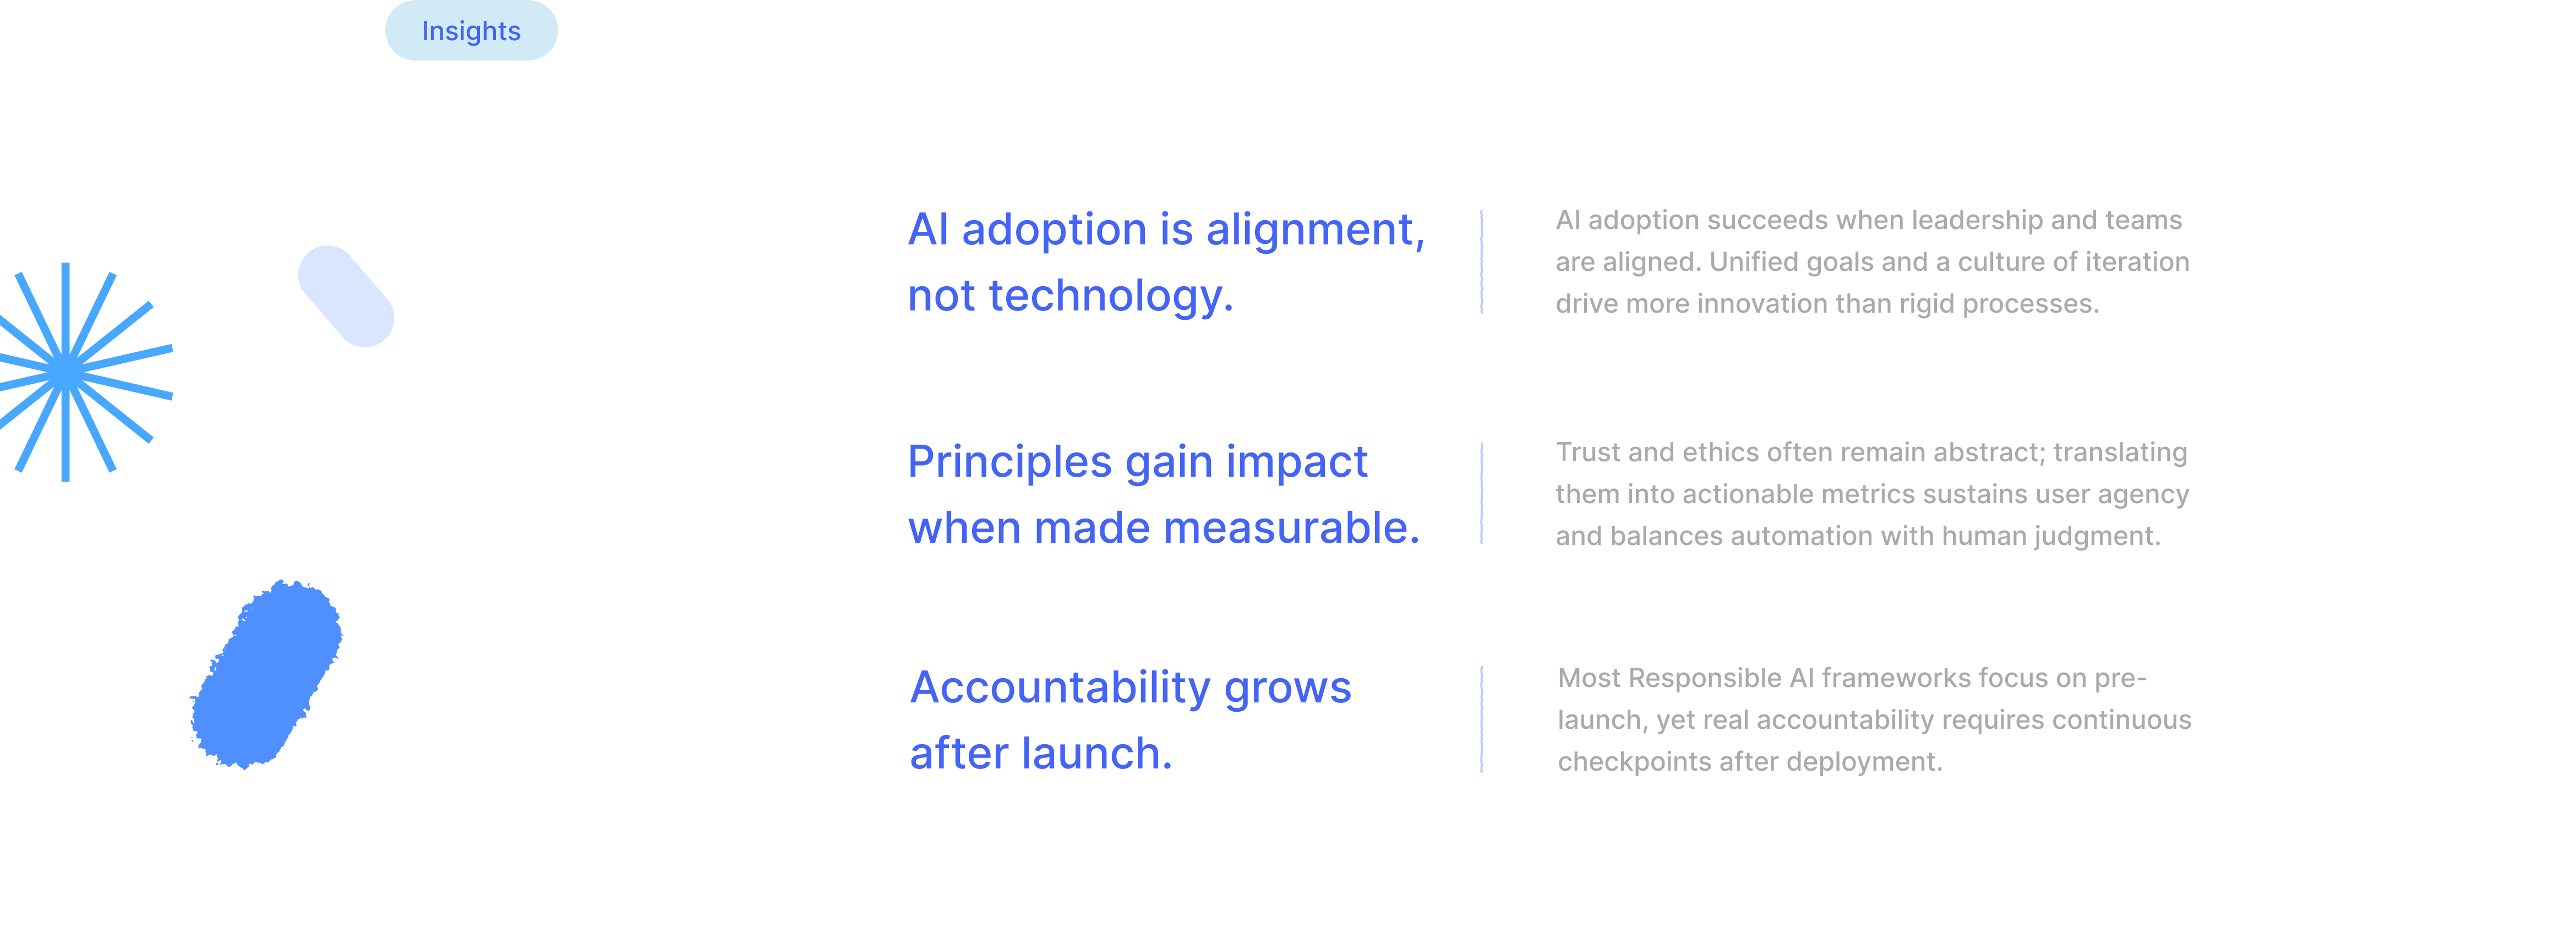 Insights
AI adoption is alignment,
not technology.
AI adoption succeeds when leadership and teams
are aligned. Unified goals and a culture of iteration
drive more innovation than rigid processes.
Principles gain impact
when made measurable.
Trust and ethics often remain abstract; translating
them into actionable metrics sustains user agency
and balances automation with human judgment.
Accountability grows
after launch.
Most Responsible AI frameworks focus on pre-
launch, yet real accountability requires continuous
checkpoints after deployment.